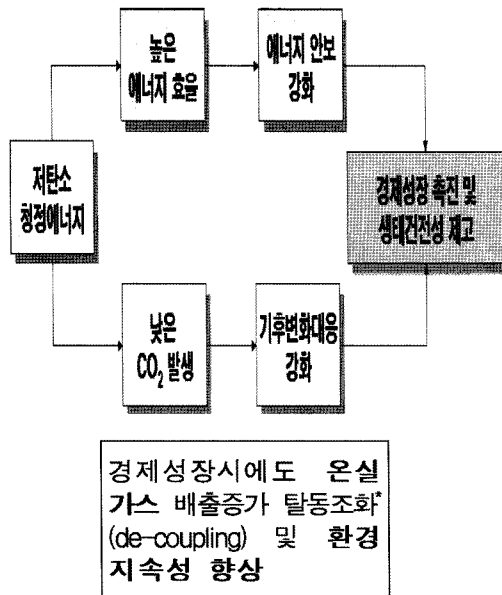 높은
에너지 효율
에너지 안보
강화
저탄소
청정에너지
경제성장 촉진 및
생태건전성 제고
낮은
CO₂ 발생
기후변화대응
강화
경제성장시에도 온실
가스 배출증가 탈동조화*
(de-coupling) 및 환경
지속성 향상